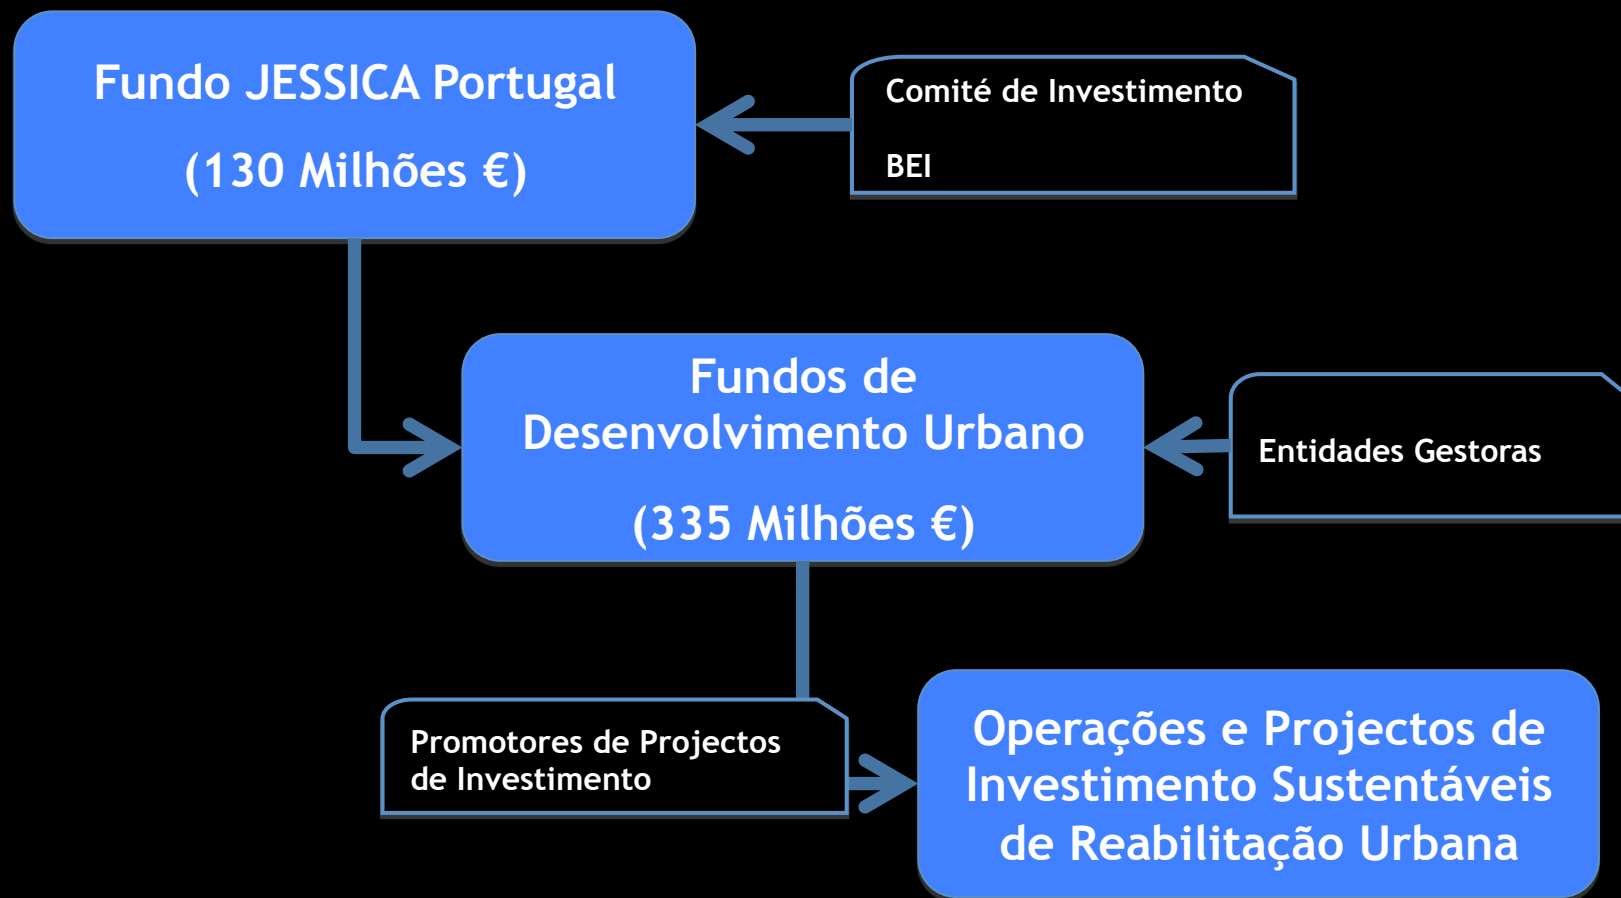 Fundo JESSICA Portugal
(130 Milhões €)
Comité de Investimento
BEI
Fundos de
Desenvolvimento Urbano
(335 Milhões €)
Entidades Gestoras
Promotores de Projectos
de Investimento
Operações e Projectos de
Investimento Sustentáveis
de Reabilitação Urbana